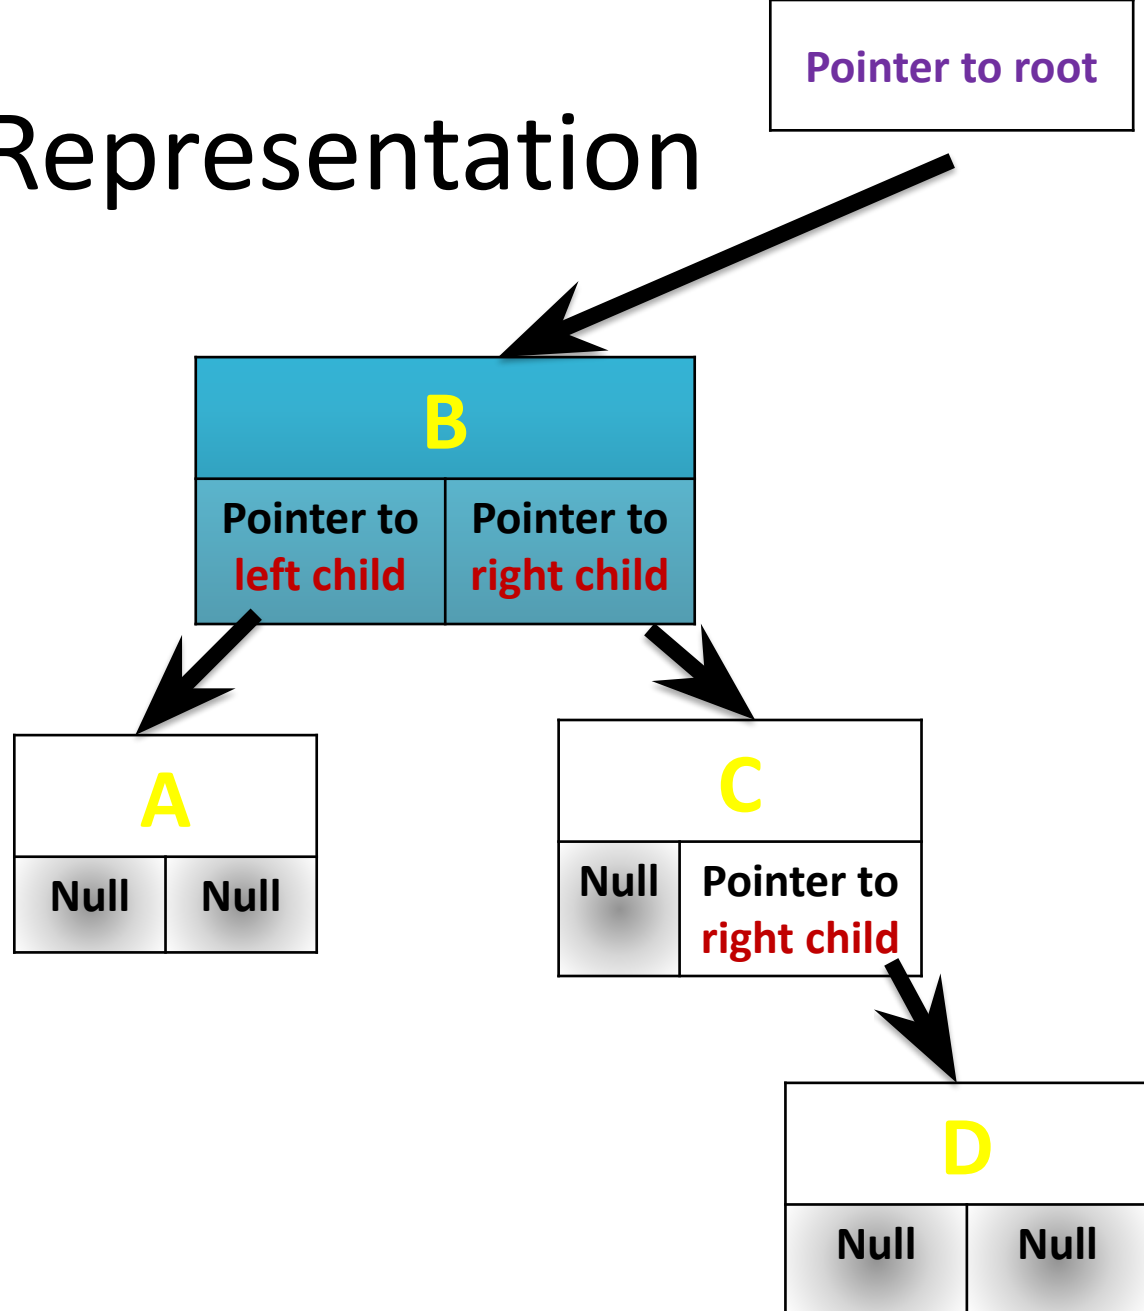 Pointer to root
Representation
B
Pointer to
left child
Pointer to
right child
A
Null
Null
C
Null
Pointer to
right child
D
Null
Null